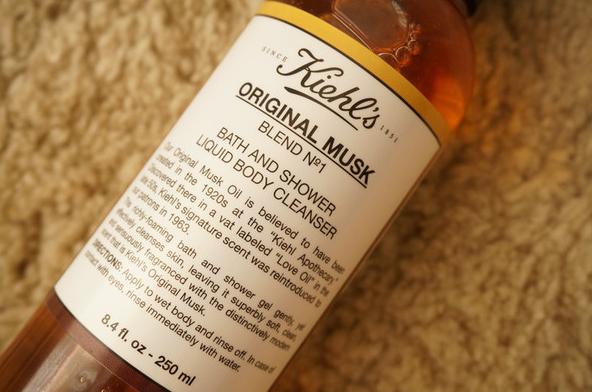 SINCE Kiehl's 1851
ORIGINAL MUSK
BLEND Nº1
BATH AND SHOWER
LIQUID BODY CLEANSER
Our Original Musk Oil is believed to have been
created in the 1920s at the "Kiehl Apothecary."
Discovered there in a vat labeled "Love Oil" in the
late 50s, Kiehl's signature scent was reintroduced to
our patrons in 1963.
The richly-foaming bath and shower gel gently, yet
effectively cleanses skin, leaving it superbly soft, clean,
and sensuously fragranced with the distinctively modern
scent that is Kiehl's Original Musk.
DIRECTIONS: Apply to wet body and rinse off. In case of
contact with eyes, rinse immediately with water.
8.4 fl. oz - 250 ml